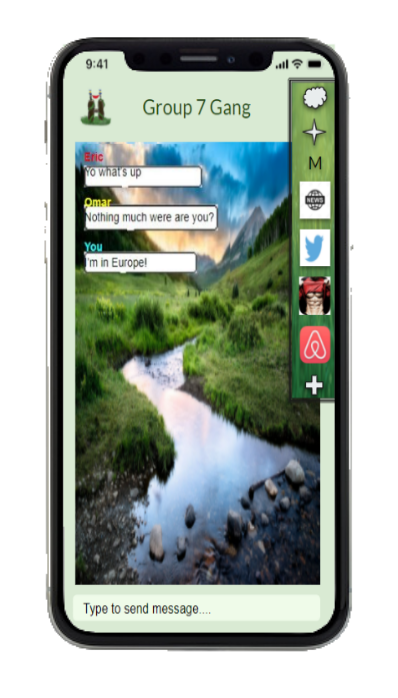 9:41
Group 7 Gang
Eric
Yo what's up
Omar
Nothing much were are you?
You
I'm in Europe!
M
NEWS
Type to send message....